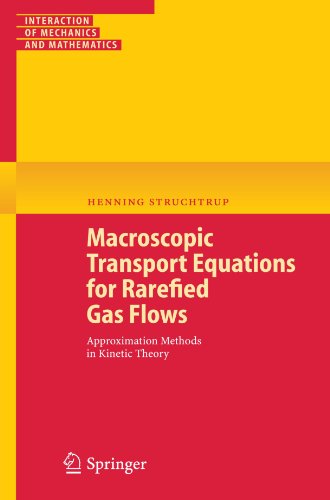 INTERACTION
OF MECHANICS
AND MATHEMATICS
HENNING STRUCHTRUP
Macroscopic
Transport Equations
for Rarefied
Gas Flows
Approximation Methods
in Kinetic Theory
Springer